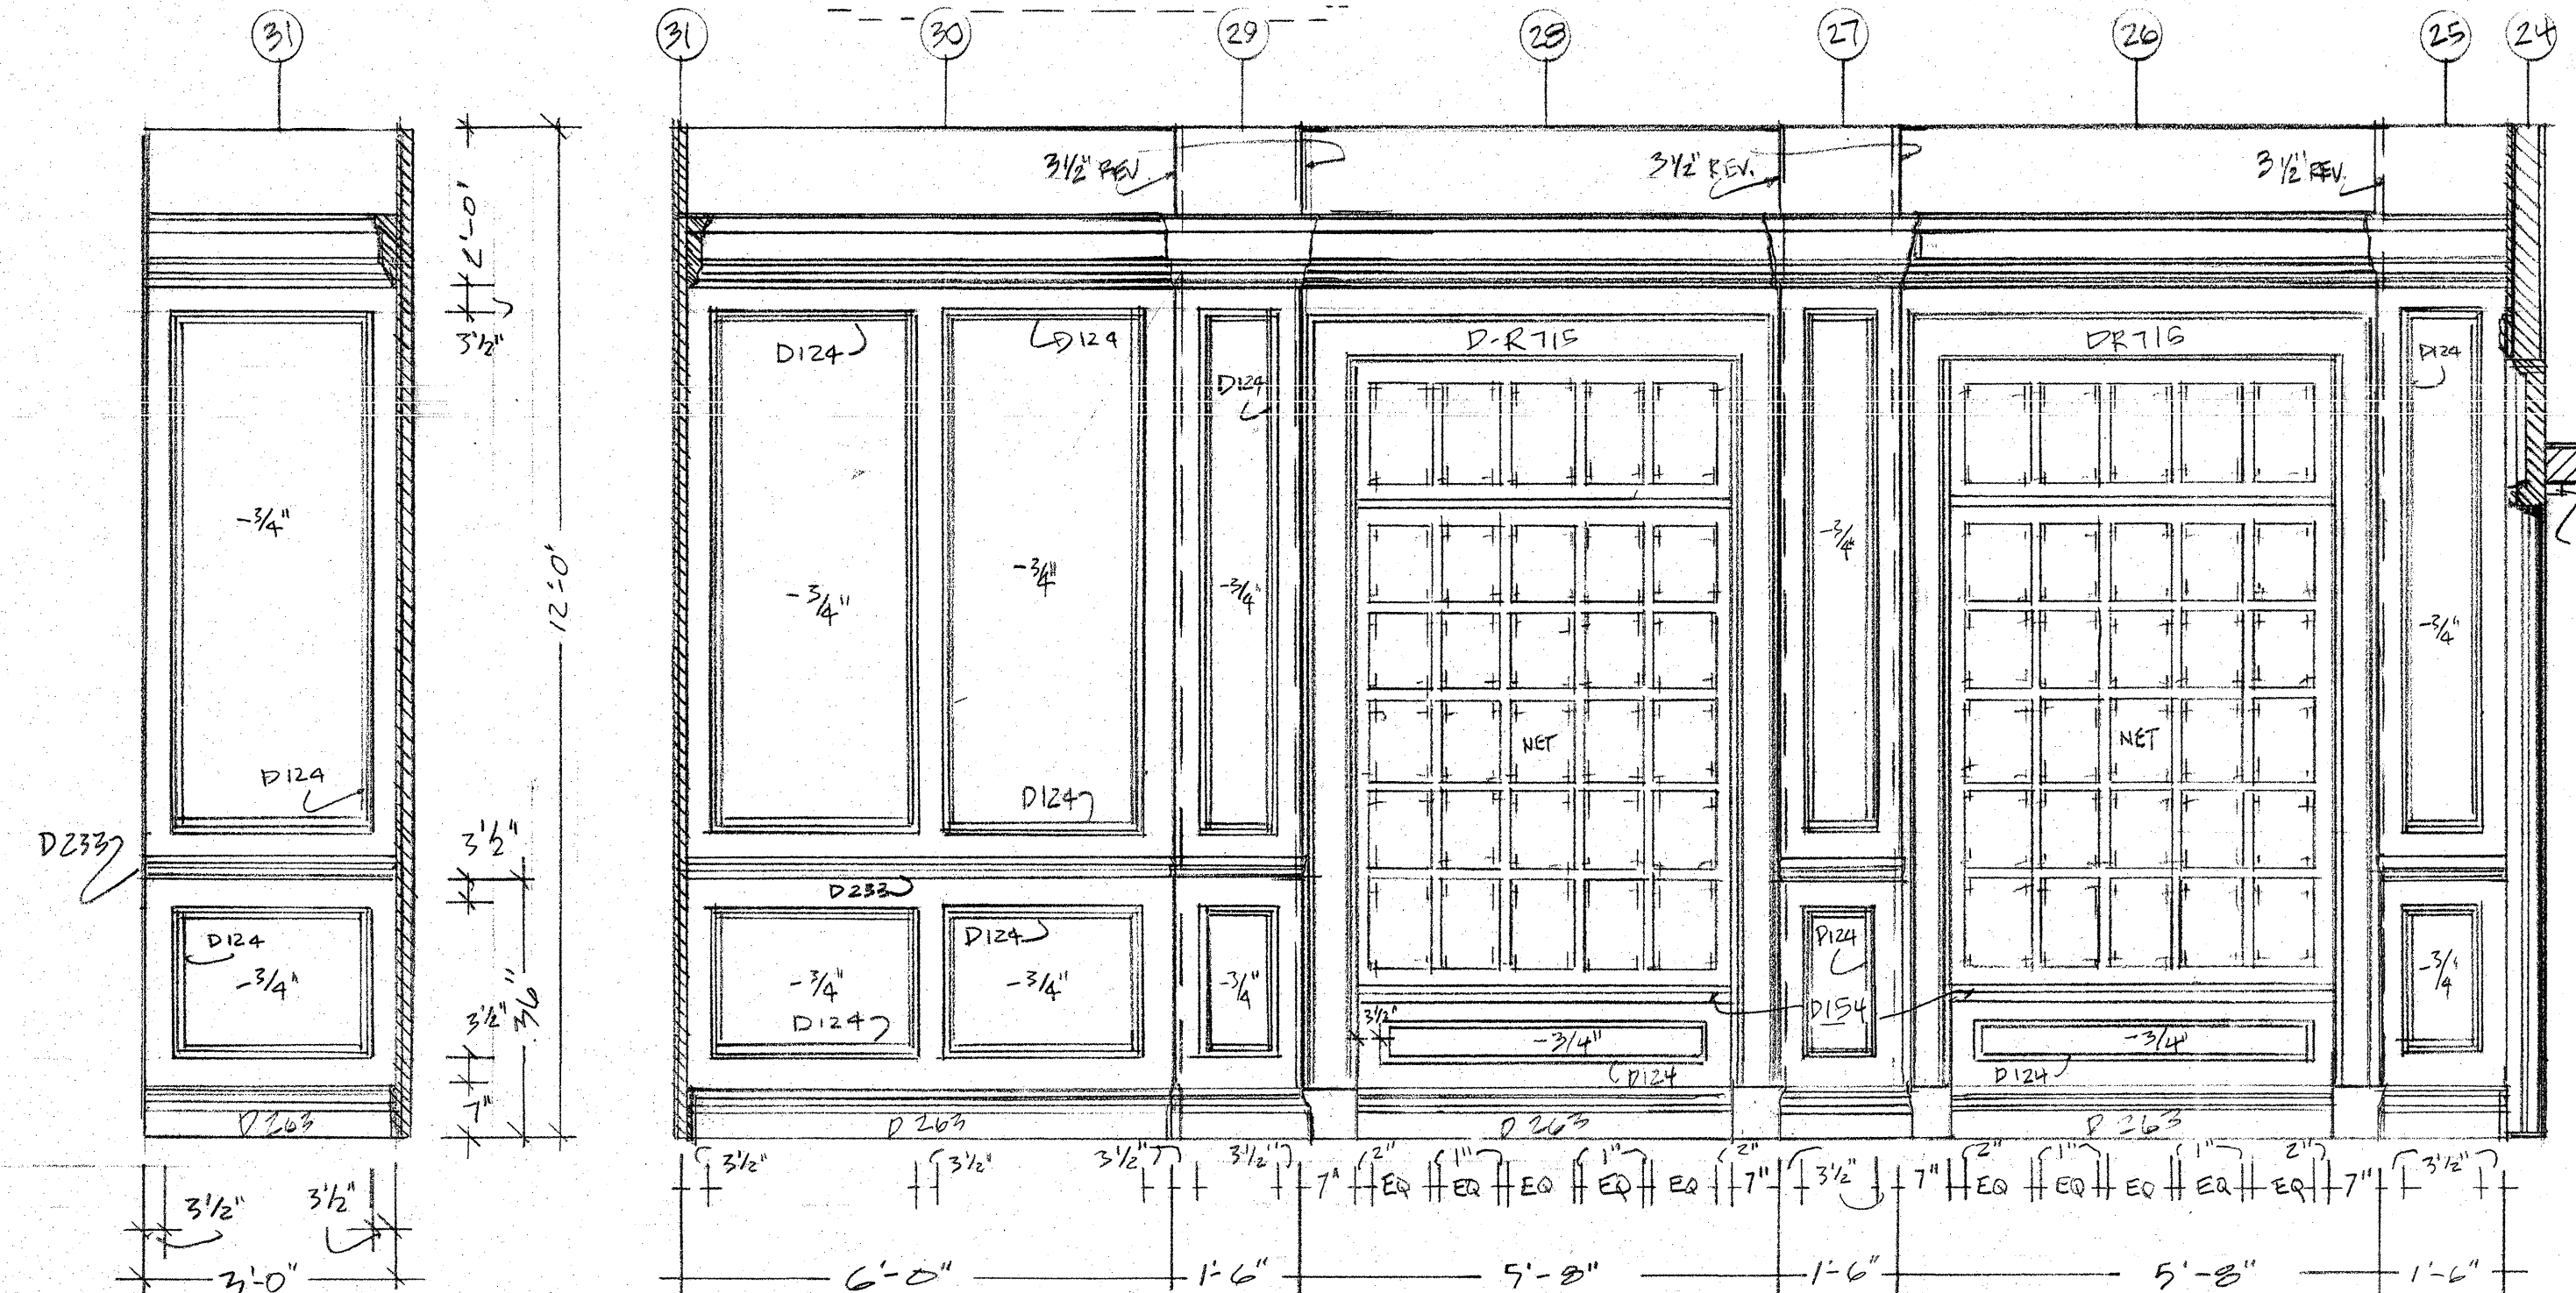 31 31 30 29 28 27 26 25 24
3½" REV. 3½" REV. 3½" REV.
2'-0"
3½"
D-R715 DR715
D124 D124 D124 D124
12'-0"
-¾" -¾" -¾" -¾" -¾" -¾"
NET NET
D124 D124
D233 3½"
D233
D124 D124 D124
-¾" -¾" -¾" -¾" -¾"
D124 3½" 36" 3½" D154
-¾" -¾"
D124 D124
7"
D263 D263 D263 D263
3½" 3½" 3½" 3½" 2" 1" 1" 2" 3½" 2" 1" 1" 2" 3½"
7" EQ EQ EQ EQ EQ 7" 7" EQ EQ EQ EQ EQ 7"
3½" 3½"
3'-0" 6'-0" 1'-6" 5'-8" 1'-6" 5'-8" 1'-6"